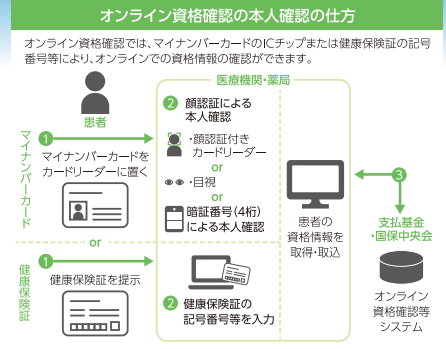 オンライン資格確認の本人確認の仕方
オンライン資格確認では、マイナンバーカードのICチップまたは健康保険証の記号
番号等により、オンラインでの資格情報の確認ができます。
医療機関・薬局
患者
マイナンバーカード
1
マイナンバーカードを
カードリーダーに置く
2 顔認証による
本人確認
・顔認証付き
カードリーダー
or
・目視
or
暗証番号(4桁)
による本人確認
or
健康保険証
1
健康保険証を提示
2 健康保険証の
記号番号等を入力
患者の
資格情報を
取得・取込
3
支払基金
・国保中央会
オンライン
資格確認等
システム